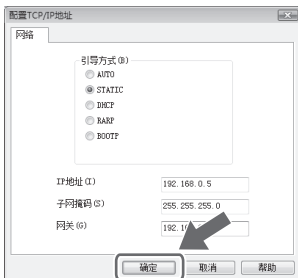 配置TCP/IP地址
网络
引导方式(B)
AUTO
STATIC
DHCP
RARP
BOOTP
IP地址(I) 192.168.0.5
子网掩码(S) 255.255.255.0
网关(G)
确定 取消 帮助